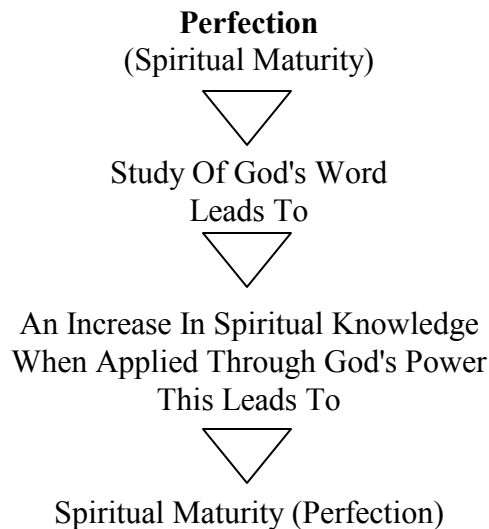 Perfection
(Spiritual Maturity)
Study Of God's Word
Leads To
An Increase In Spiritual Knowledge
When Applied Through God's Power
This Leads To
Spiritual Maturity (Perfection)